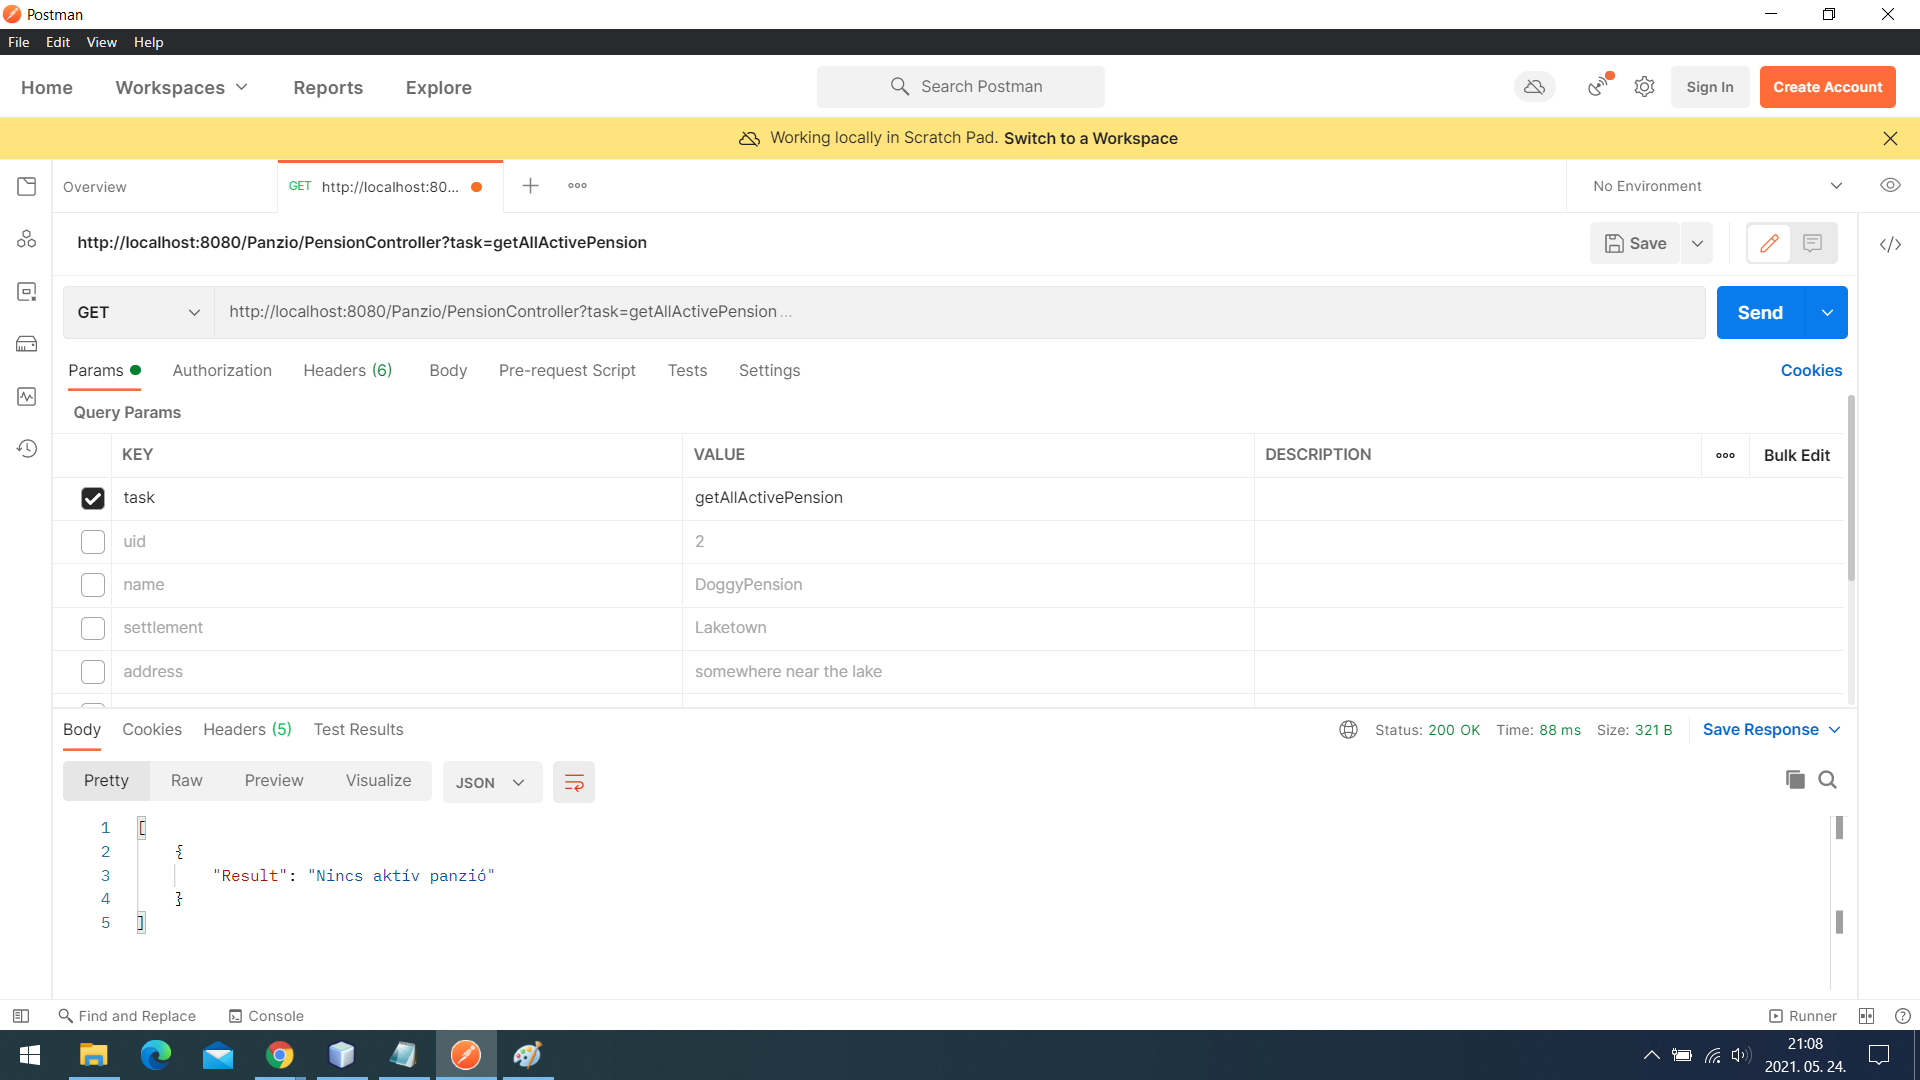 Postman
File Edit View Help
Home Workspaces Reports Explore Search Postman Sign In Create Account
Working locally in Scratch Pad. Switch to a Workspace
Overview GET http://localhost:80... No Environment
http://localhost:8080/Panzio/PensionController?task=getAllActivePension Save
GET http://localhost:8080/Panzio/PensionController?task=getAllActivePension ... Send
Params Authorization Headers (6) Body Pre-request Script Tests Settings Cookies
Query Params
KEY VALUE DESCRIPTION Bulk Edit
task getAllActivePension
uid 2
name DoggyPension
settlement Laketown
address somewhere near the lake
Body Cookies Headers (5) Test Results Status: 200 OK Time: 88 ms Size: 321 B Save Response
Pretty Raw Preview Visualize JSON
1 [
2 {
3 "Result": "Nincs aktív panzió"
4 }
5 ]
Find and Replace Console Runner
21:08
2021. 05. 24.